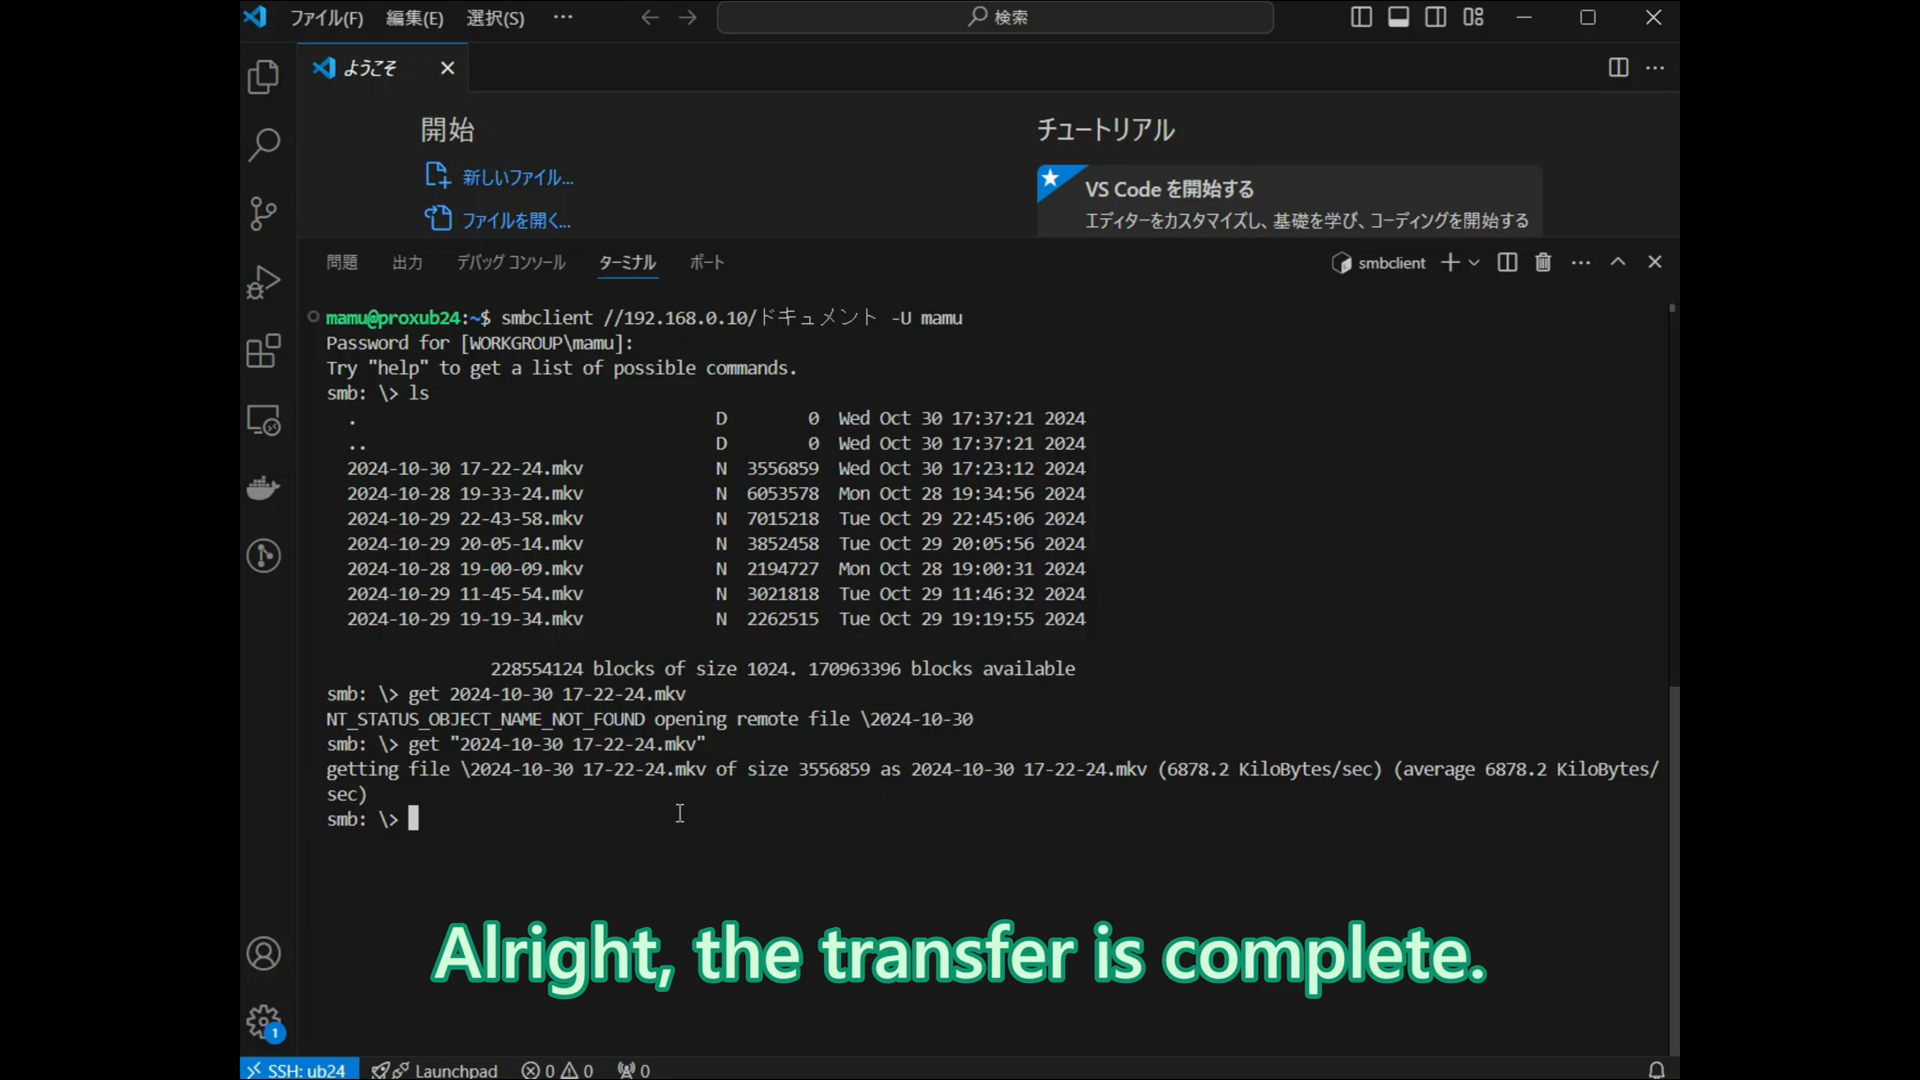 ファイル(F) 編集(E) 選択(S) ··· 検索
ようこそ
開始
新しいファイル...
ファイルを開く...
チュートリアル
VS Code を開始する
エディターをカスタマイズし、基礎を学び、コーディングを開始する
問題 出力 デバッグ コンソール ターミナル ポート smbclient
mamu@proxub24:~$ smbclient //192.168.0.10/ドキュメント -U mamu
Password for [WORKGROUP\mamu]:
Try "help" to get a list of possible commands.
smb: \> ls
. D 0 Wed Oct 30 17:37:21 2024
.. D 0 Wed Oct 30 17:37:21 2024
2024-10-30 17-22-24.mkv N 3556859 Wed Oct 30 17:23:12 2024
2024-10-28 19-33-24.mkv N 6053578 Mon Oct 28 19:34:56 2024
2024-10-29 22-43-58.mkv N 7015218 Tue Oct 29 22:45:06 2024
2024-10-29 20-05-14.mkv N 3852458 Tue Oct 29 20:05:56 2024
2024-10-28 19-00-09.mkv N 2194727 Mon Oct 28 19:00:31 2024
2024-10-29 11-45-54.mkv N 3021818 Tue Oct 29 11:46:32 2024
2024-10-29 19-19-34.mkv N 2262515 Tue Oct 29 19:19:55 2024
228554124 blocks of size 1024. 170963396 blocks available
smb: \> get 2024-10-30 17-22-24.mkv
NT_STATUS_OBJECT_NAME_NOT_FOUND opening remote file \2024-10-30
smb: \> get "2024-10-30 17-22-24.mkv"
getting file \2024-10-30 17-22-24.mkv of size 3556859 as 2024-10-30 17-22-24.mkv (6878.2 KiloBytes/sec) (average 6878.2 KiloBytes/
sec)
smb: \>
Alright, the transfer is complete.
1
SSH: ub24 Launchpad 0 0 0